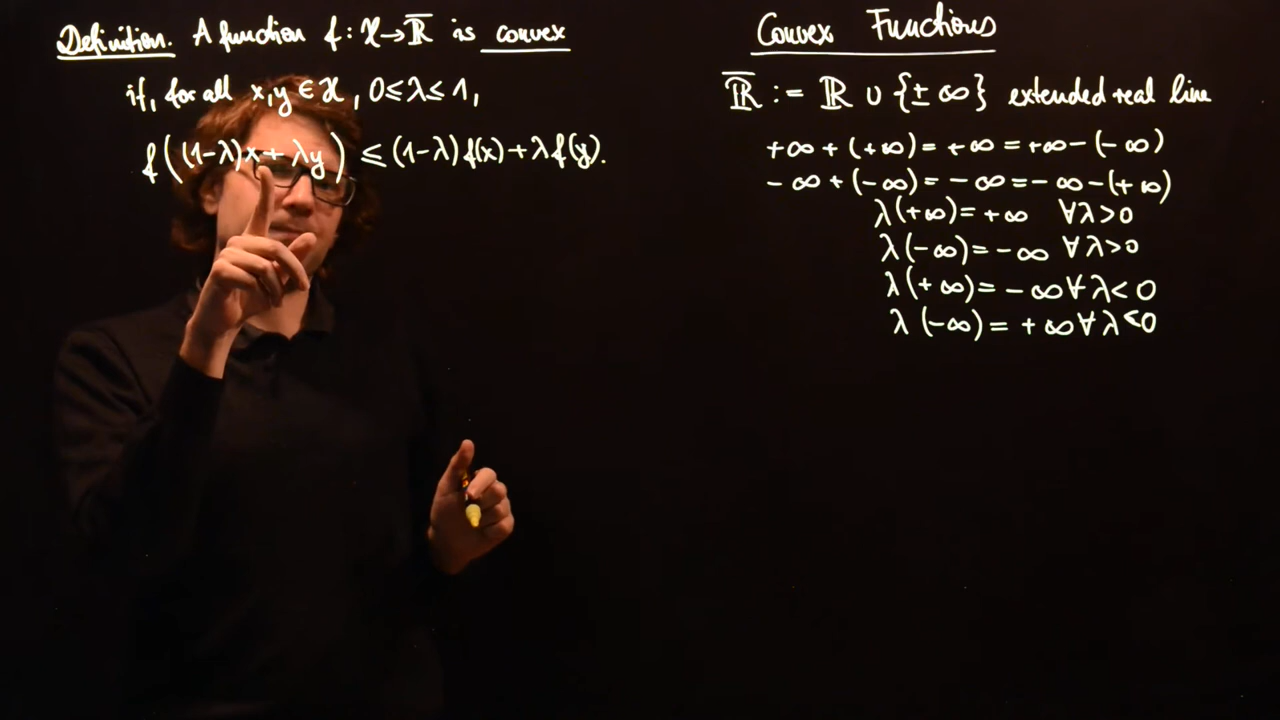 Definition. A function f : X → ℝ̅ is convex
if, for all x, y ∈ X, 0 ≤ λ ≤ 1,
f((1-λ)x + λy) ≤ (1-λ) f(x) + λ f(y).
Convex Functions
ℝ̅ := ℝ ∪ {± ∞} extended real line
+∞ + (+∞) = +∞ = +∞ - (-∞)
-∞ + (-∞) = -∞ = -∞ - (+∞)
λ(+∞) = +∞ ∀λ > 0
λ(-∞) = -∞ ∀λ > 0
λ(+∞) = -∞ ∀λ < 0
λ(-∞) = +∞ ∀λ < 0